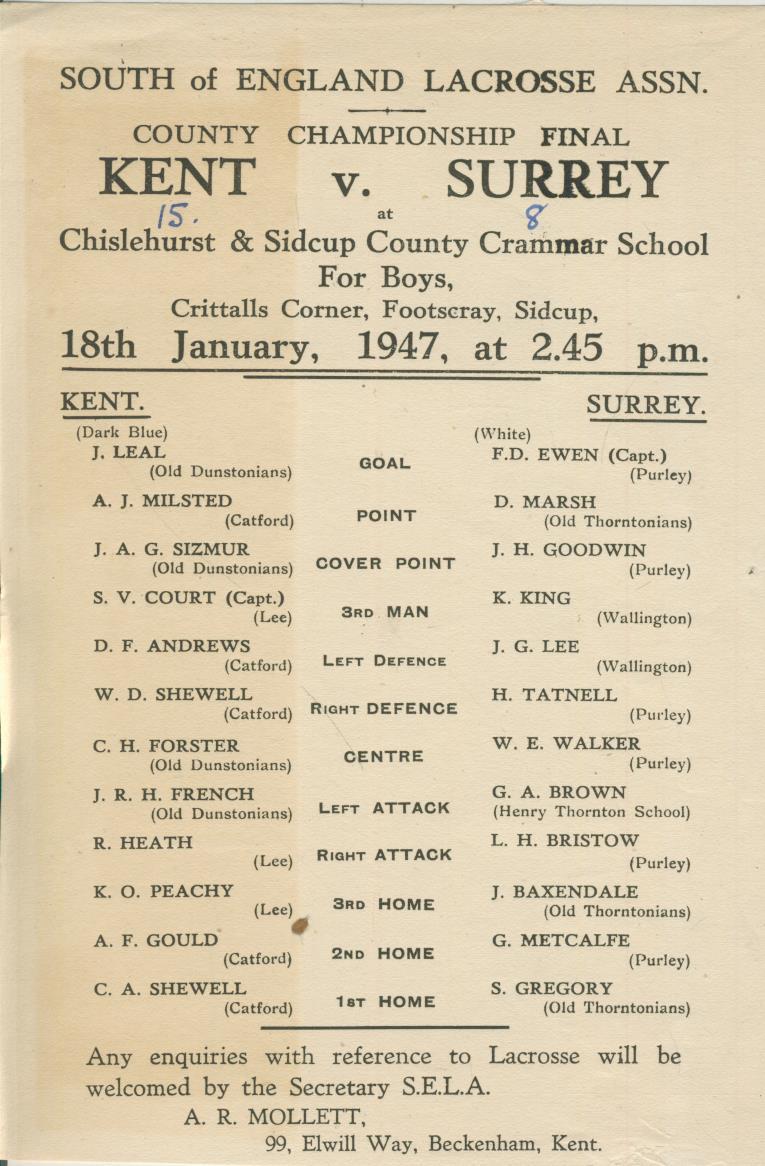 SOUTH of ENGLAND LACROSSE ASSN.
COUNTY CHAMPIONSHIP FINAL
KENT v. SURREY
15. at 8
Chislehurst & Sidcup County Crammar School
For Boys,
Crittalls Corner, Footscray, Sidcup,
18th January, 1947, at 2.45 p.m.
KENT. SURREY.
(Dark Blue) (White)
J. LEAL GOAL F.D. EWEN (Capt.)
(Old Dunstonians) (Purley)
A. J. MILSTED POINT D. MARSH
(Catford) (Old Thorntonians)
J. A. G. SIZMUR COVER POINT J. H. GOODWIN
(Old Dunstonians) (Purley)
S. V. COURT (Capt.) 3RD MAN K. KING
(Lee) (Wallington)
D. F. ANDREWS LEFT DEFENCE J. G. LEE
(Catford) (Wallington)
W. D. SHEWELL RIGHT DEFENCE H. TATNELL
(Catford) (Purley)
C. H. FORSTER CENTRE W. E. WALKER
(Old Dunstonians) (Purley)
J. R. H. FRENCH LEFT ATTACK G. A. BROWN
(Old Dunstonians) (Henry Thornton School)
R. HEATH RIGHT ATTACK L. H. BRISTOW
(Lee) (Purley)
K. O. PEACHY 3RD HOME J. BAXENDALE
(Lee) (Old Thorntonians)
A. F. GOULD 2ND HOME G. METCALFE
(Catford) (Purley)
C. A. SHEWELL 1ST HOME S. GREGORY
(Catford) (Old Thorntonians)
Any enquiries with reference to Lacrosse will be
welcomed by the Secretary S.E.L.A.
A. R. MOLLETT,
99, Elwill Way, Beckenham, Kent.